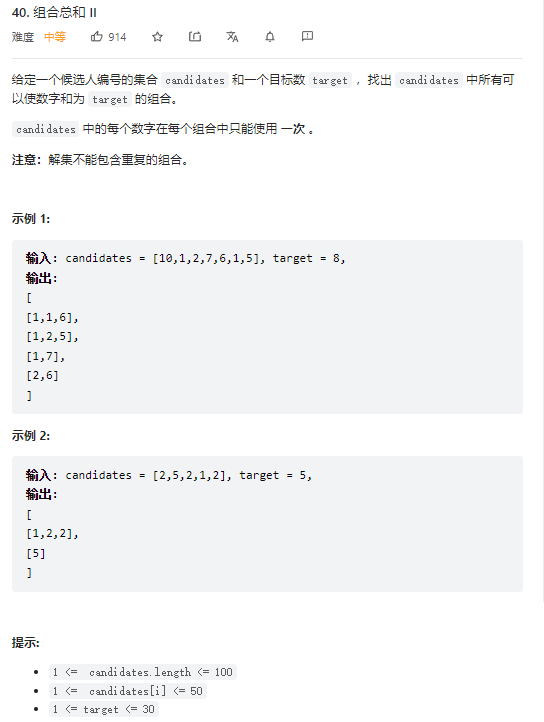 40. 组合总和 II
难度 中等 914
给定一个候选人编号的集合 candidates 和一个目标数 target ，找出 candidates 中所有可
以使数字和为 target 的组合。
candidates 中的每个数字在每个组合中只能使用 一次 。
注意：解集不能包含重复的组合。
示例 1:
输入: candidates = [10,1,2,7,6,1,5], target = 8,
输出:
[
[1,1,6],
[1,2,5],
[1,7],
[2,6]
]
示例 2:
输入: candidates = [2,5,2,1,2], target = 5,
输出:
[
[1,2,2],
[5]
]
提示:
• 1 <= candidates.length <= 100
• 1 <= candidates[i] <= 50
• 1 <= target <= 30